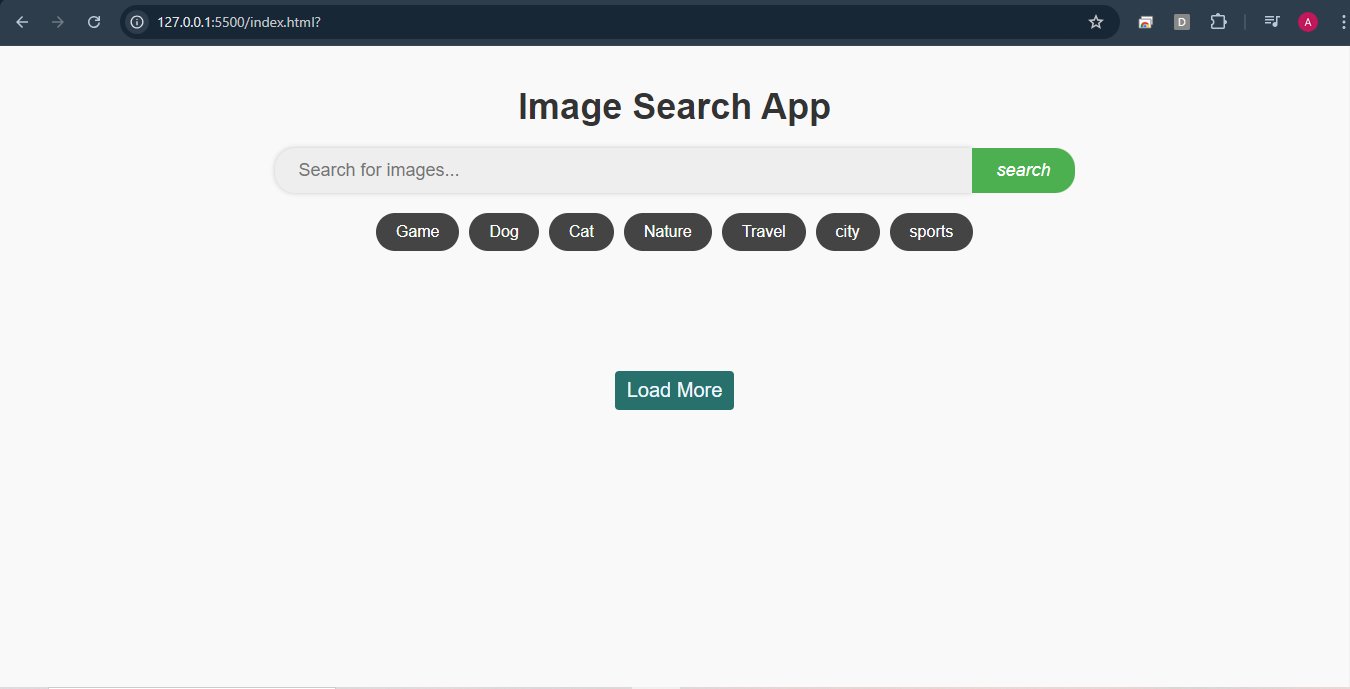 127.0.0.1:5500/index.html?
D
A
Image Search App
Search for images...
search
Game Dog Cat Nature Travel city sports
Load More